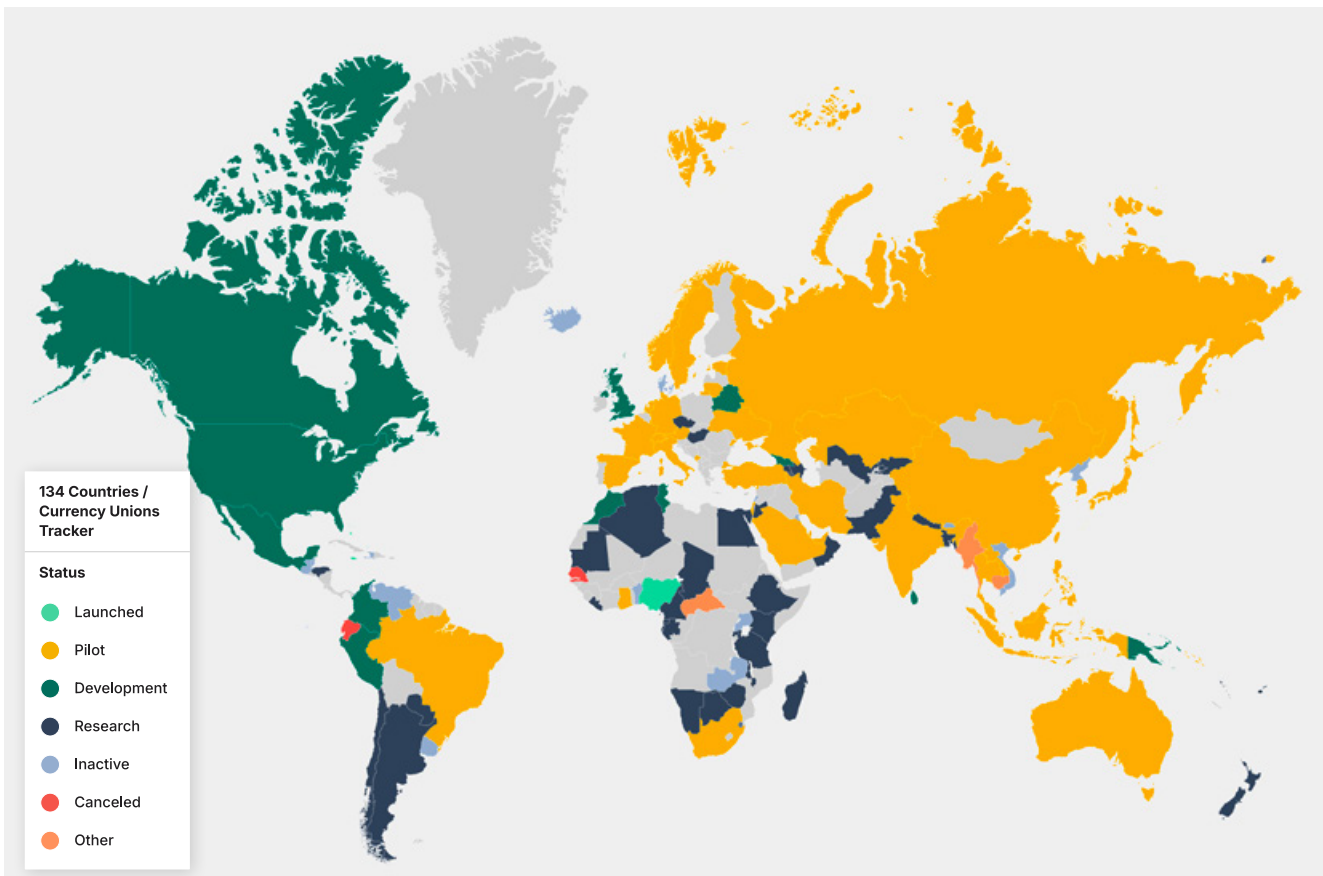 134 Countries /
Currency Unions
Tracker
Status
Launched
Pilot
Development
Research
Inactive
Canceled
Other